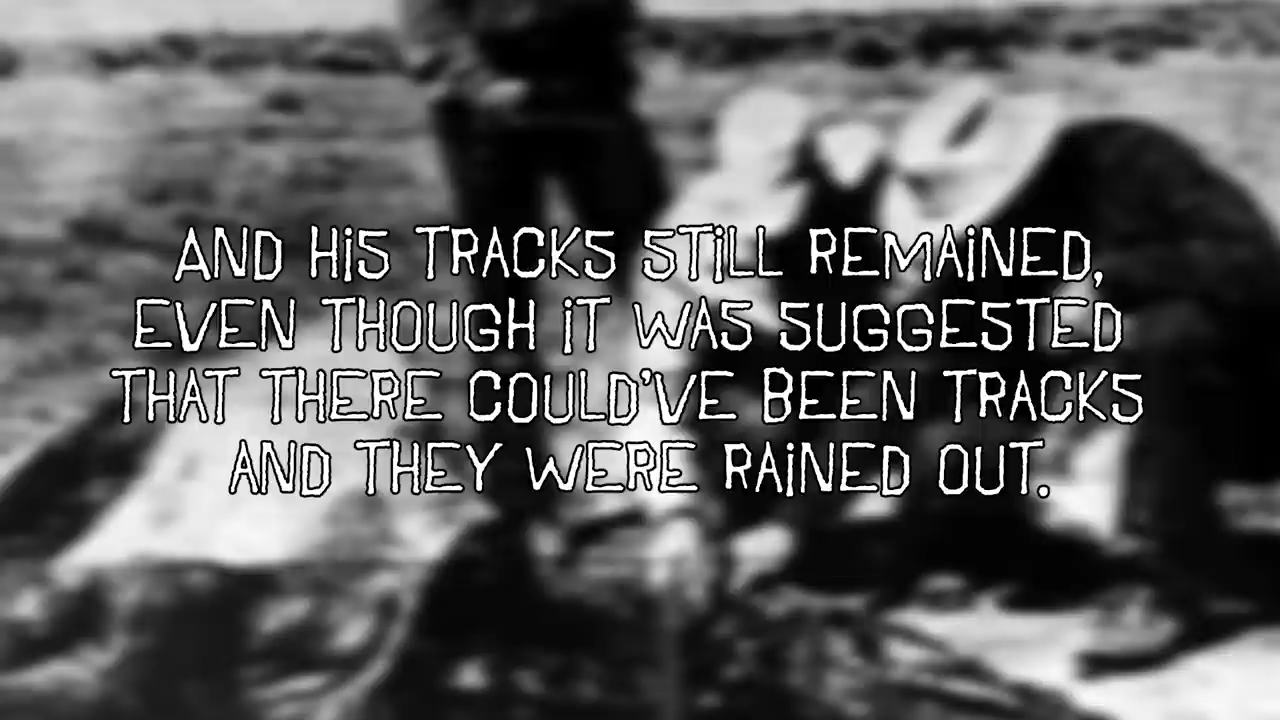 AND HiS TRACKS STiLL REMAiNED,
EVEN THOUGH iT WAS SUGGESTED
THAT THERE COULD'VE BEEN TRACKS
AND THEY WERE RAiNED OUT.